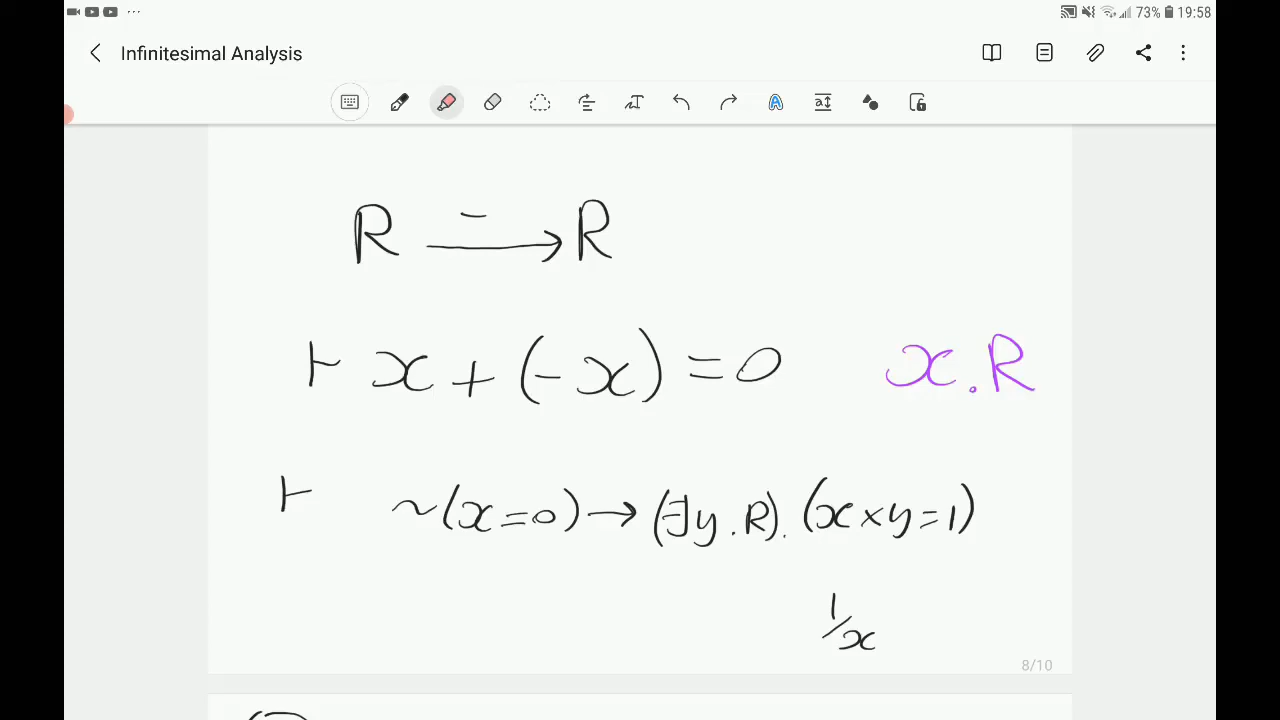 73% 19:58
Infinitesimal Analysis
R —⁻→ R
⊢ x + (-x) = 0 x.R
⊢ ~(x=0) → (∃y.R).(x×y=1)
1/x
8/10